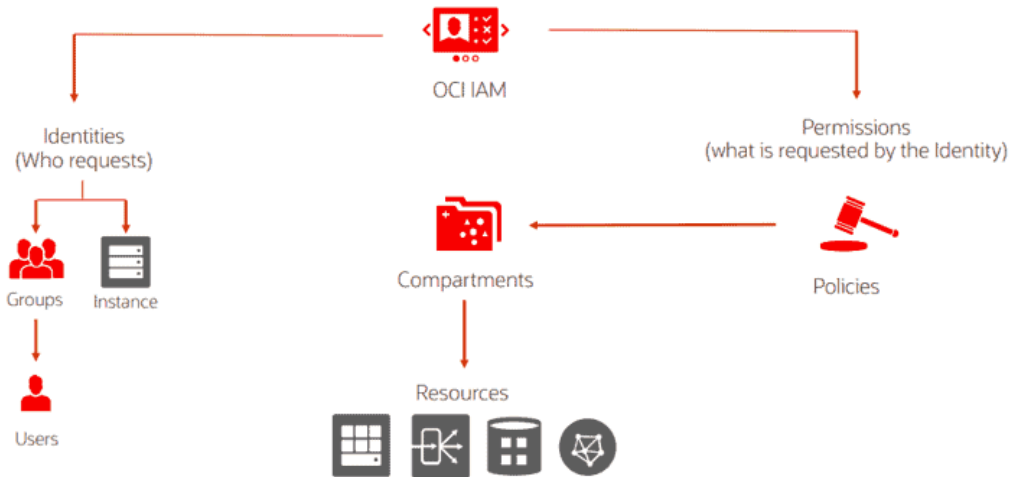 OCI IAM
Identities
(Who requests)
Permissions
(what is requested by the Identity)
Groups
Instance
Compartments
Policies
Resources
Users